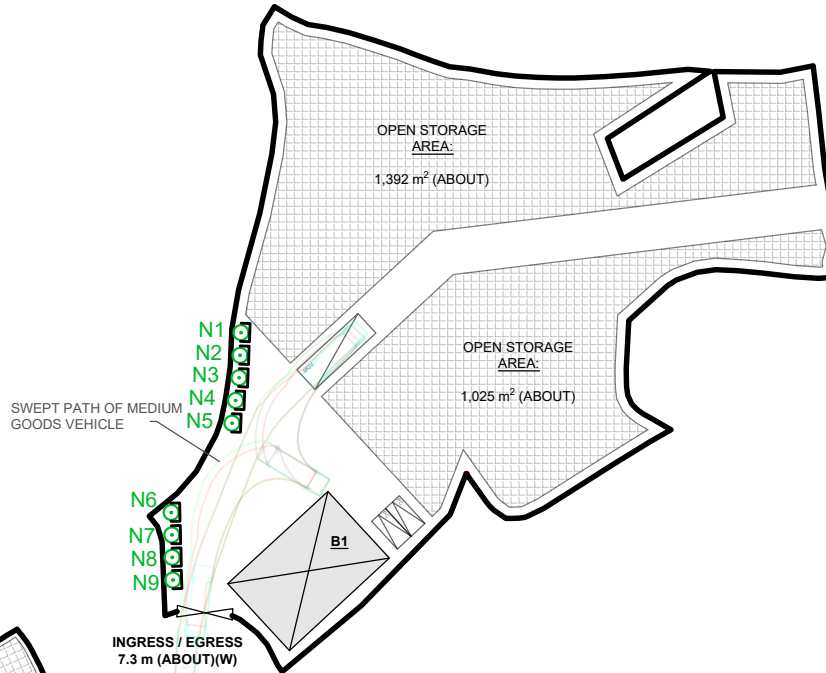 OPEN STORAGE
AREA:
1,392 m² (ABOUT)
N1
N2
N3
N4
N5
SWEPT PATH OF MEDIUM
GOODS VEHICLE
MGV
OPEN STORAGE
AREA:
1,025 m² (ABOUT)
N6
N7
N8
N9
B1
INGRESS / EGRESS
7.3 m (ABOUT)(W)